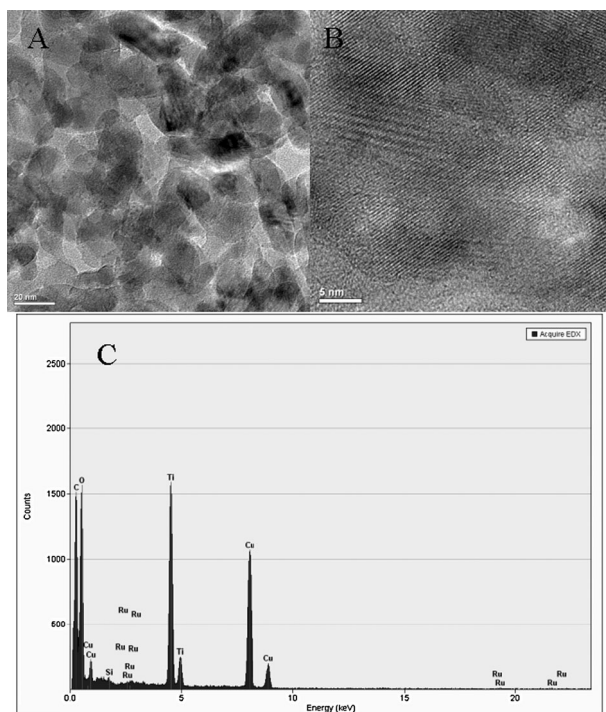 A
B
20 nm
5 nm
C
Acquire EDX
2500
2000
1500
1000
500
Counts
C
O
Ti
Cu
Ru Ru
Ru Ru
Cu
Cu
Ru
Ru
Si
Ti
Cu
Ru
Ru
Ru
Ru
0.0 5 10 15 20
Energy (keV)